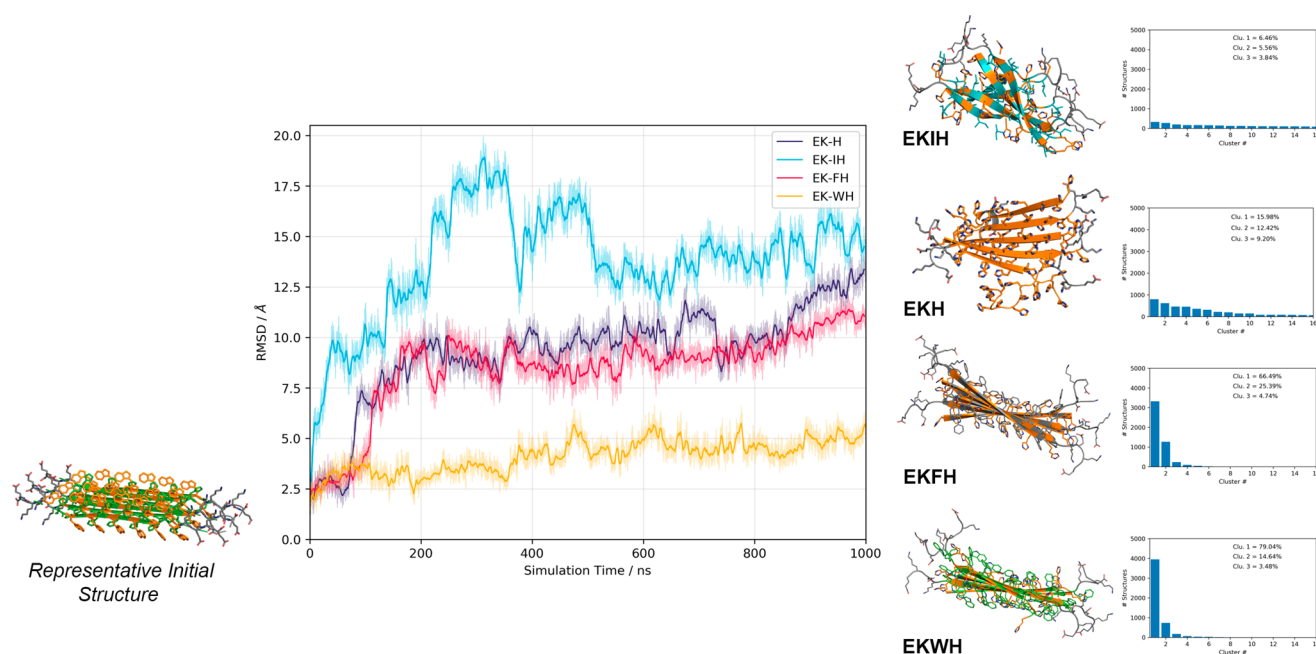 Representative Initial
Structure
RMSD / Å
20.0
17.5
15.0
12.5
10.0
7.5
5.0
2.5
0.0
0
200
400
600
800
1000
Simulation Time / ns
EK-H
EK-IH
EK-FH
EK-WH
EKIH
# Structures
5000
4000
3000
2000
1000
0
Clu. 1 = 6.46%
Clu. 2 = 5.56%
Clu. 3 = 3.84%
2
4
6
8
10
12
14
16
Cluster #
EKH
# Structures
5000
4000
3000
2000
1000
0
Clu. 1 = 15.98%
Clu. 2 = 12.42%
Clu. 3 = 9.20%
2
4
6
8
10
12
14
16
Cluster #
EKFH
# Structures
5000
4000
3000
2000
1000
0
Clu. 1 = 66.49%
Clu. 2 = 25.39%
Clu. 3 = 4.74%
2
4
6
8
10
12
14
16
Cluster #
EKWH
# Structures
5000
4000
3000
2000
1000
0
Clu. 1 = 79.04%
Clu. 2 = 14.64%
Clu. 3 = 3.48%
2
4
6
8
10
12
14
16
Cluster #